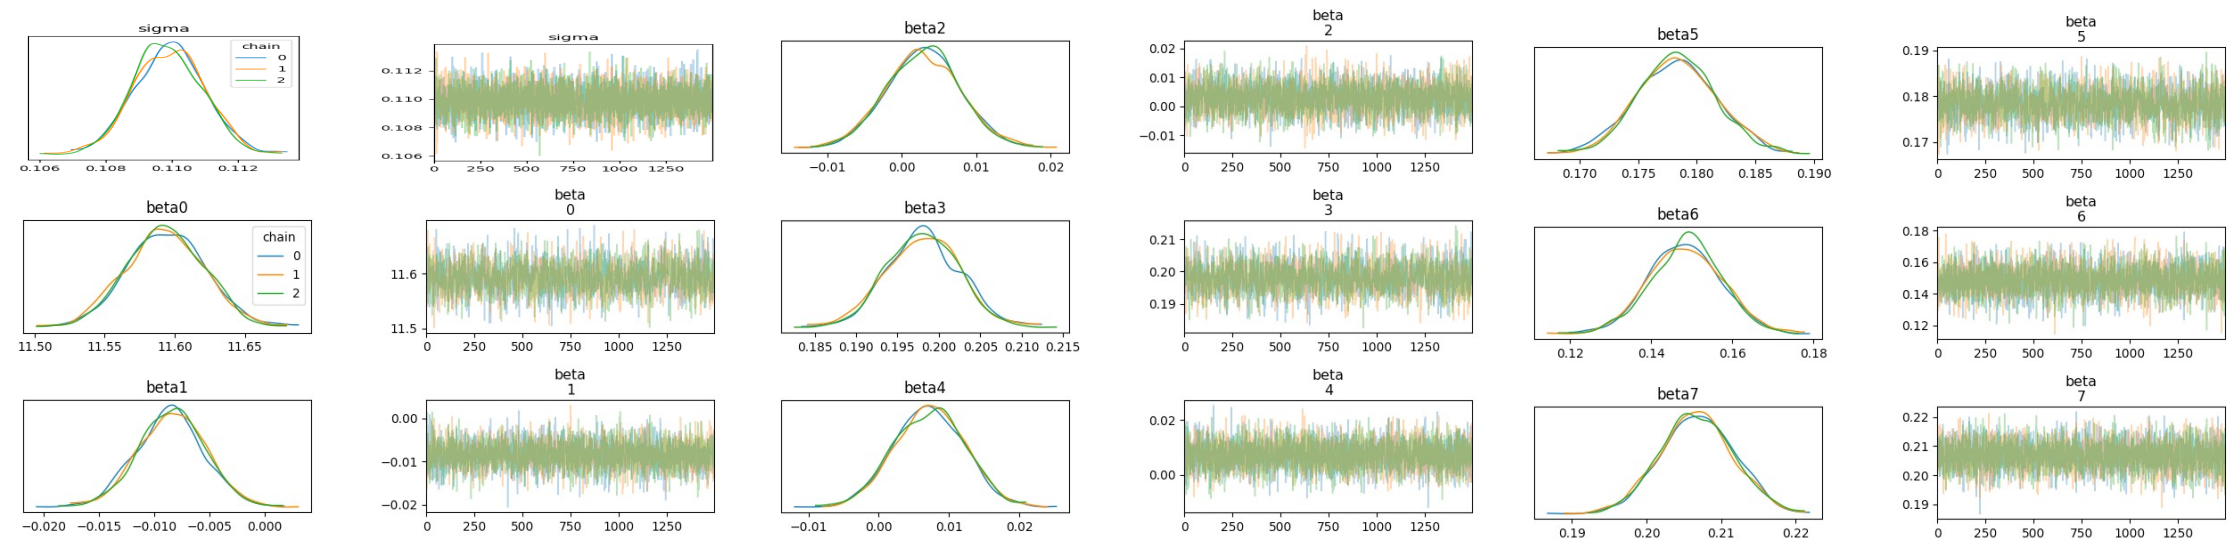 sigma
chain
0
1
2
0.106 0.108 0.110 0.112
sigma
0.112
0.110
0.108
0.106
0 250 500 750 1000 1250
beta2
−0.01 0.00 0.01 0.02
beta
2
0.02
0.01
0.00
−0.01
0 250 500 750 1000 1250
beta5
0.170 0.175 0.180 0.185 0.190
beta
5
0.19
0.18
0.17
0 250 500 750 1000 1250
beta0
chain
0
1
2
11.50 11.55 11.60 11.65
beta
0
11.6
11.5
0 250 500 750 1000 1250
beta3
0.185 0.190 0.195 0.200 0.205 0.210 0.215
beta
3
0.21
0.20
0.19
0 250 500 750 1000 1250
beta6
0.12 0.14 0.16 0.18
beta
6
0.18
0.16
0.14
0.12
0 250 500 750 1000 1250
beta1
−0.020 −0.015 −0.010 −0.005 0.000
beta
1
0.00
−0.01
−0.02
0 250 500 750 1000 1250
beta4
−0.01 0.00 0.01 0.02
beta
4
0.02
0.00
0 250 500 750 1000 1250
beta7
0.19 0.20 0.21 0.22
beta
7
0.22
0.21
0.20
0.19
0 250 500 750 1000 1250